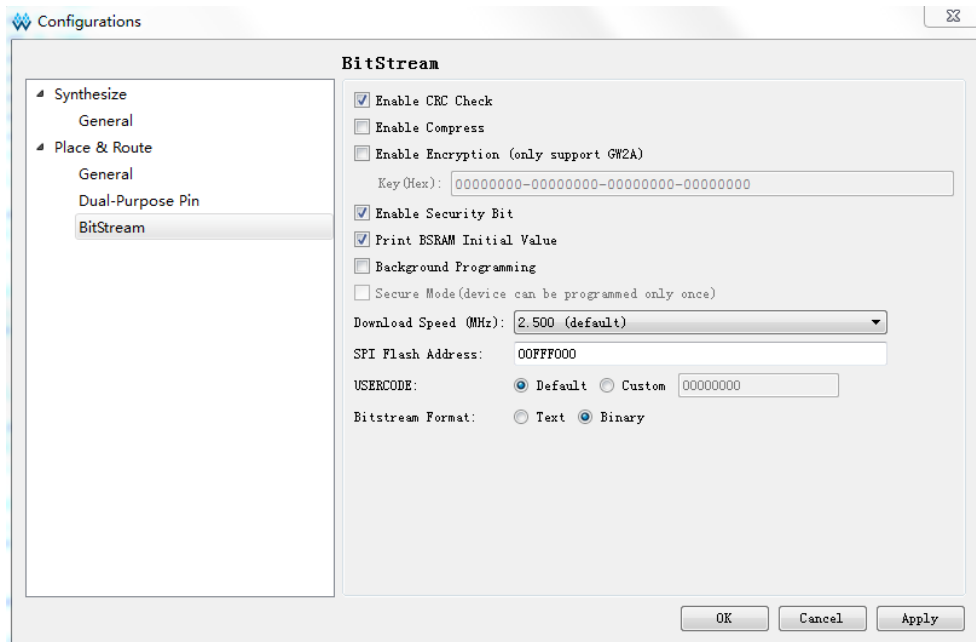 Configurations
BitStream
Synthesize
General
Place & Route
General
Dual-Purpose Pin
BitStream
Enable CRC Check
Enable Compress
Enable Encryption (only support GW2A)
Key(Hex): 00000000-00000000-00000000-00000000
Enable Security Bit
Print BSRAM Initial Value
Background Programming
Secure Mode(device can be programmed only once)
Download Speed (MHz): 2.500 (default)
SPI Flash Address: 00FFF000
USERCODE: Default Custom 00000000
Bitstream Format: Text Binary
OK Cancel Apply